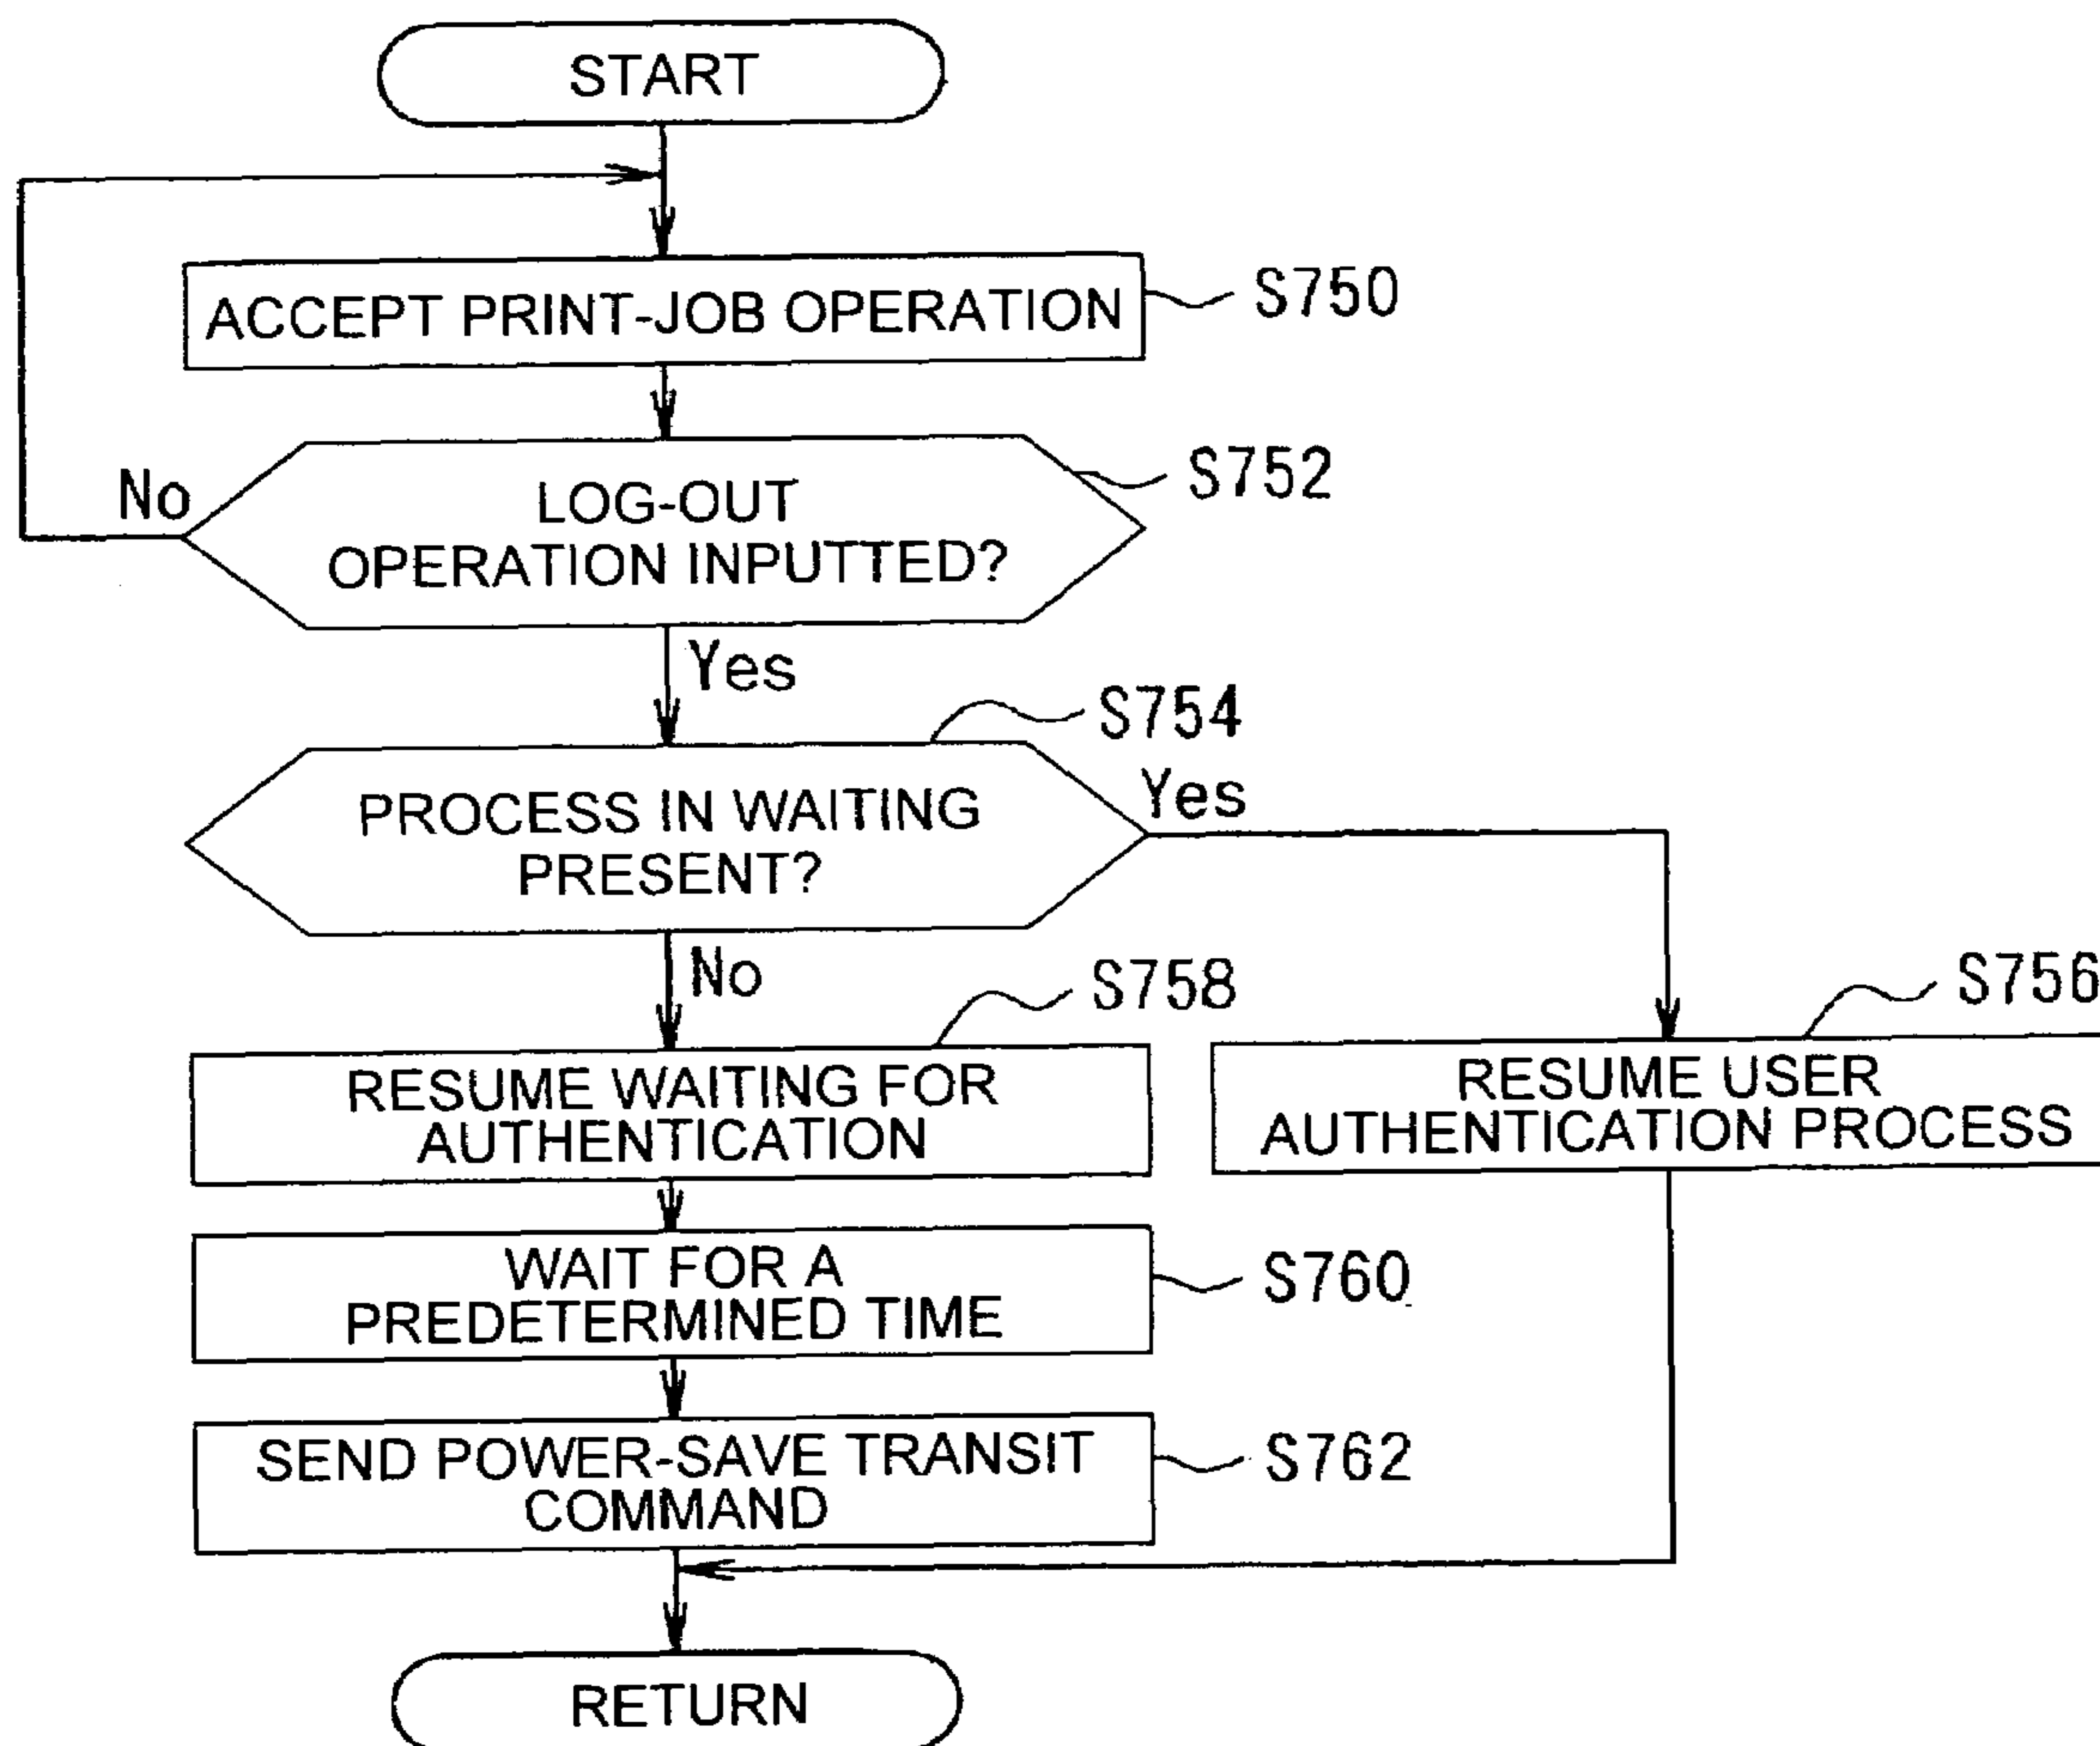 START
ACCEPT PRINT-JOB OPERATION
S750
LOG-OUT
OPERATION INPUTTED?
S752
No
Yes
S754
PROCESS IN WAITING
PRESENT?
Yes
No
S758
RESUME WAITING FOR
AUTHENTICATION
S756
RESUME USER
AUTHENTICATION PROCESS
WAIT FOR A
PREDETERMINED TIME
S760
SEND POWER-SAVE TRANSIT
COMMAND
S762
RETURN